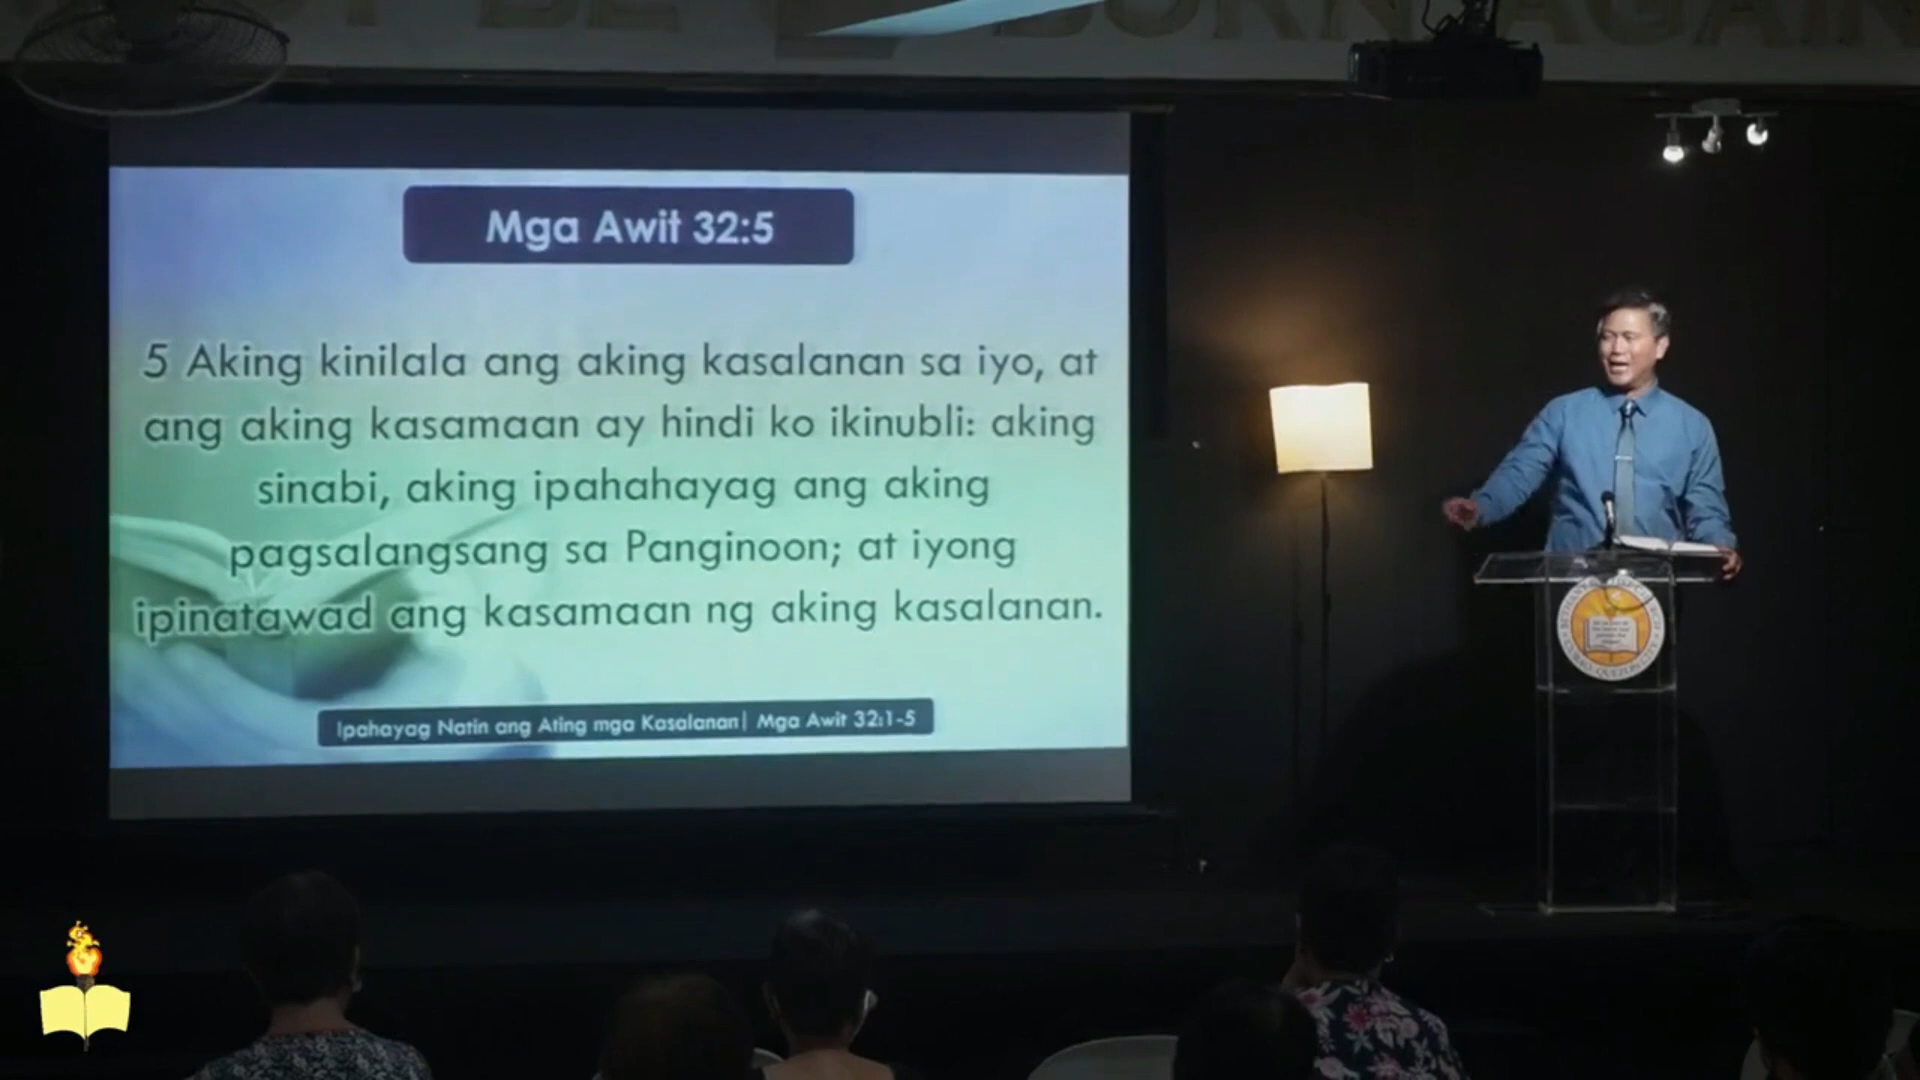 BORN AGAIN
Mga Awit 32:5
5 Aking kinilala ang aking kasalanan sa iyo, at
ang aking kasamaan ay hindi ko ikinubli: aking
sinabi, aking ipahahayag ang aking
pagsalangsang sa Panginoon; at iyong
ipinatawad ang kasamaan ng aking kasalanan.
Ipahayag Natin ang Ating mga Kasalanan| Mga Awit 32:1-5